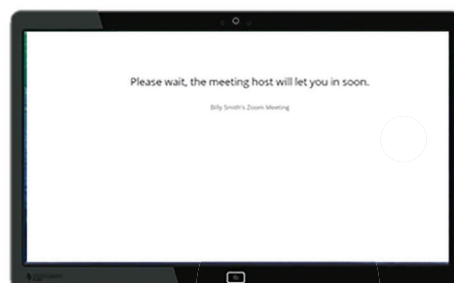 Please wait, the meeting host will let you in soon.
Billy Smith's Zoom Meeting